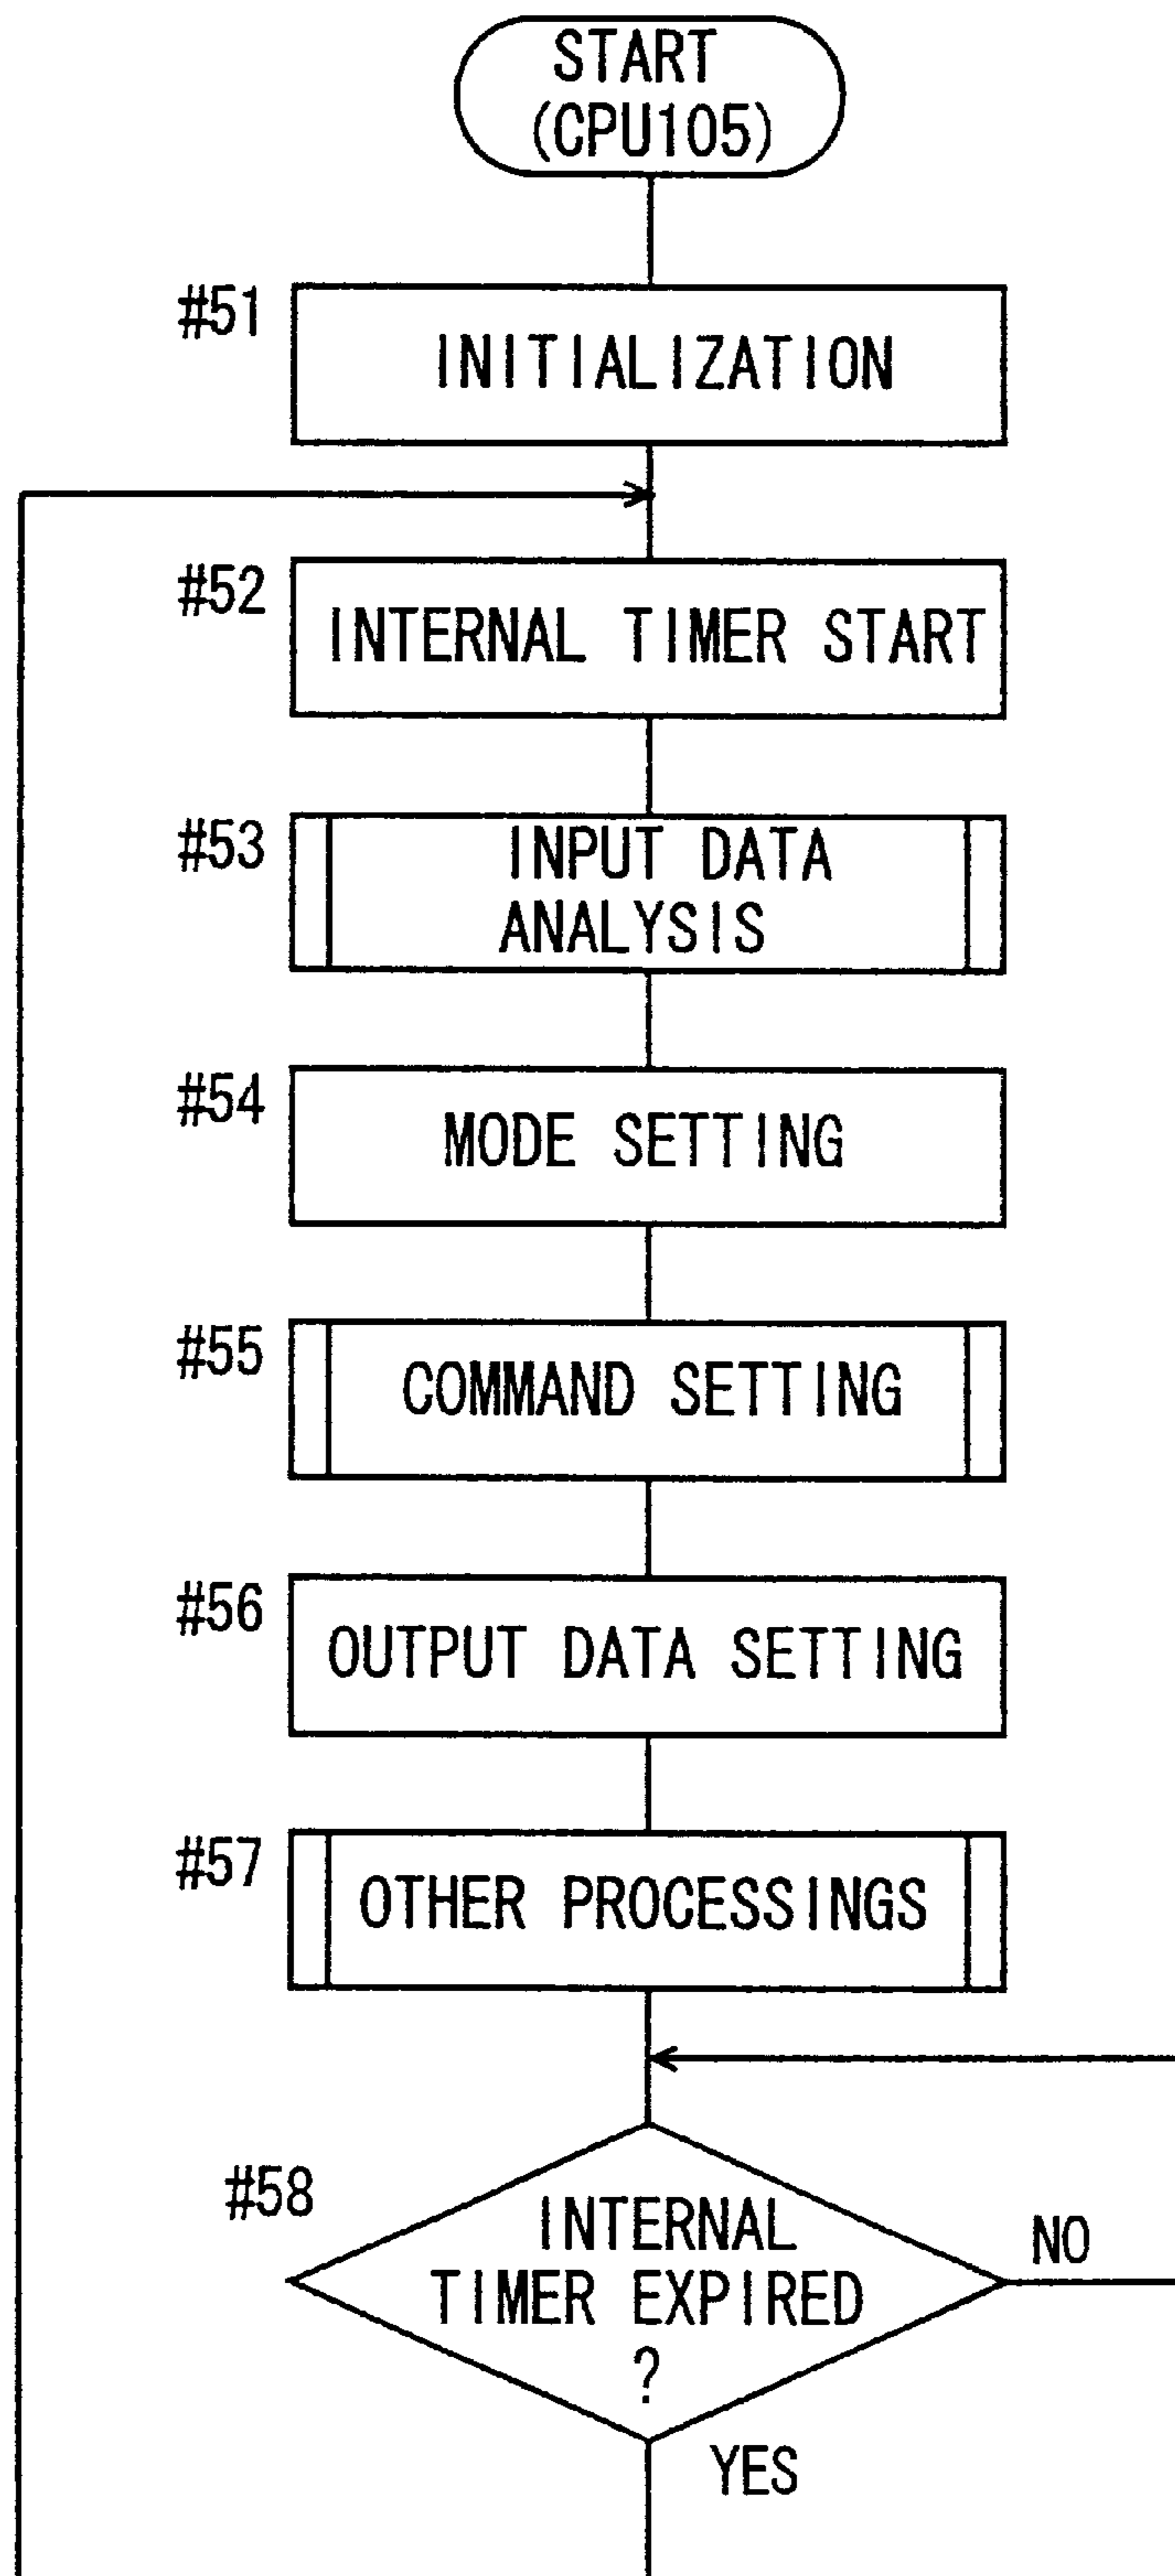 START
(CPU105)
#51
INITIALIZATION
#52
INTERNAL TIMER START
#53
INPUT DATA
ANALYSIS
#54
MODE SETTING
#55
COMMAND SETTING
#56
OUTPUT DATA SETTING
#57
OTHER PROCESSINGS
#58
INTERNAL
TIMER EXPIRED
?
NO
YES